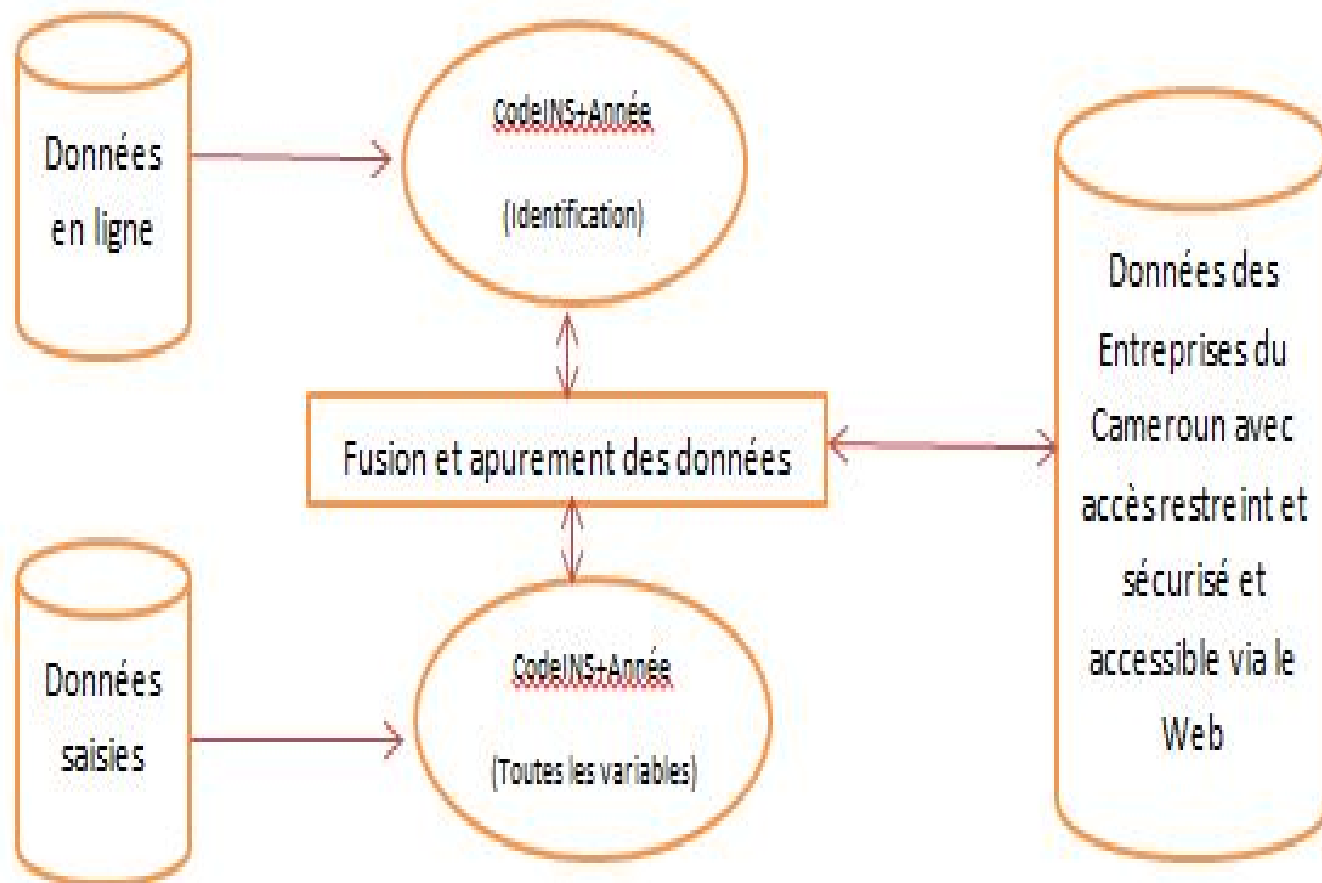 Données
en ligne
CodeINS+Année
(Identification)
Fusion et apurement des données
Données
saisies
CodeINS+Année
(Toutes les variables)
Données des
Entreprises du
Cameroun avec
accès restreint et
sécurisé et
accessible via le
Web